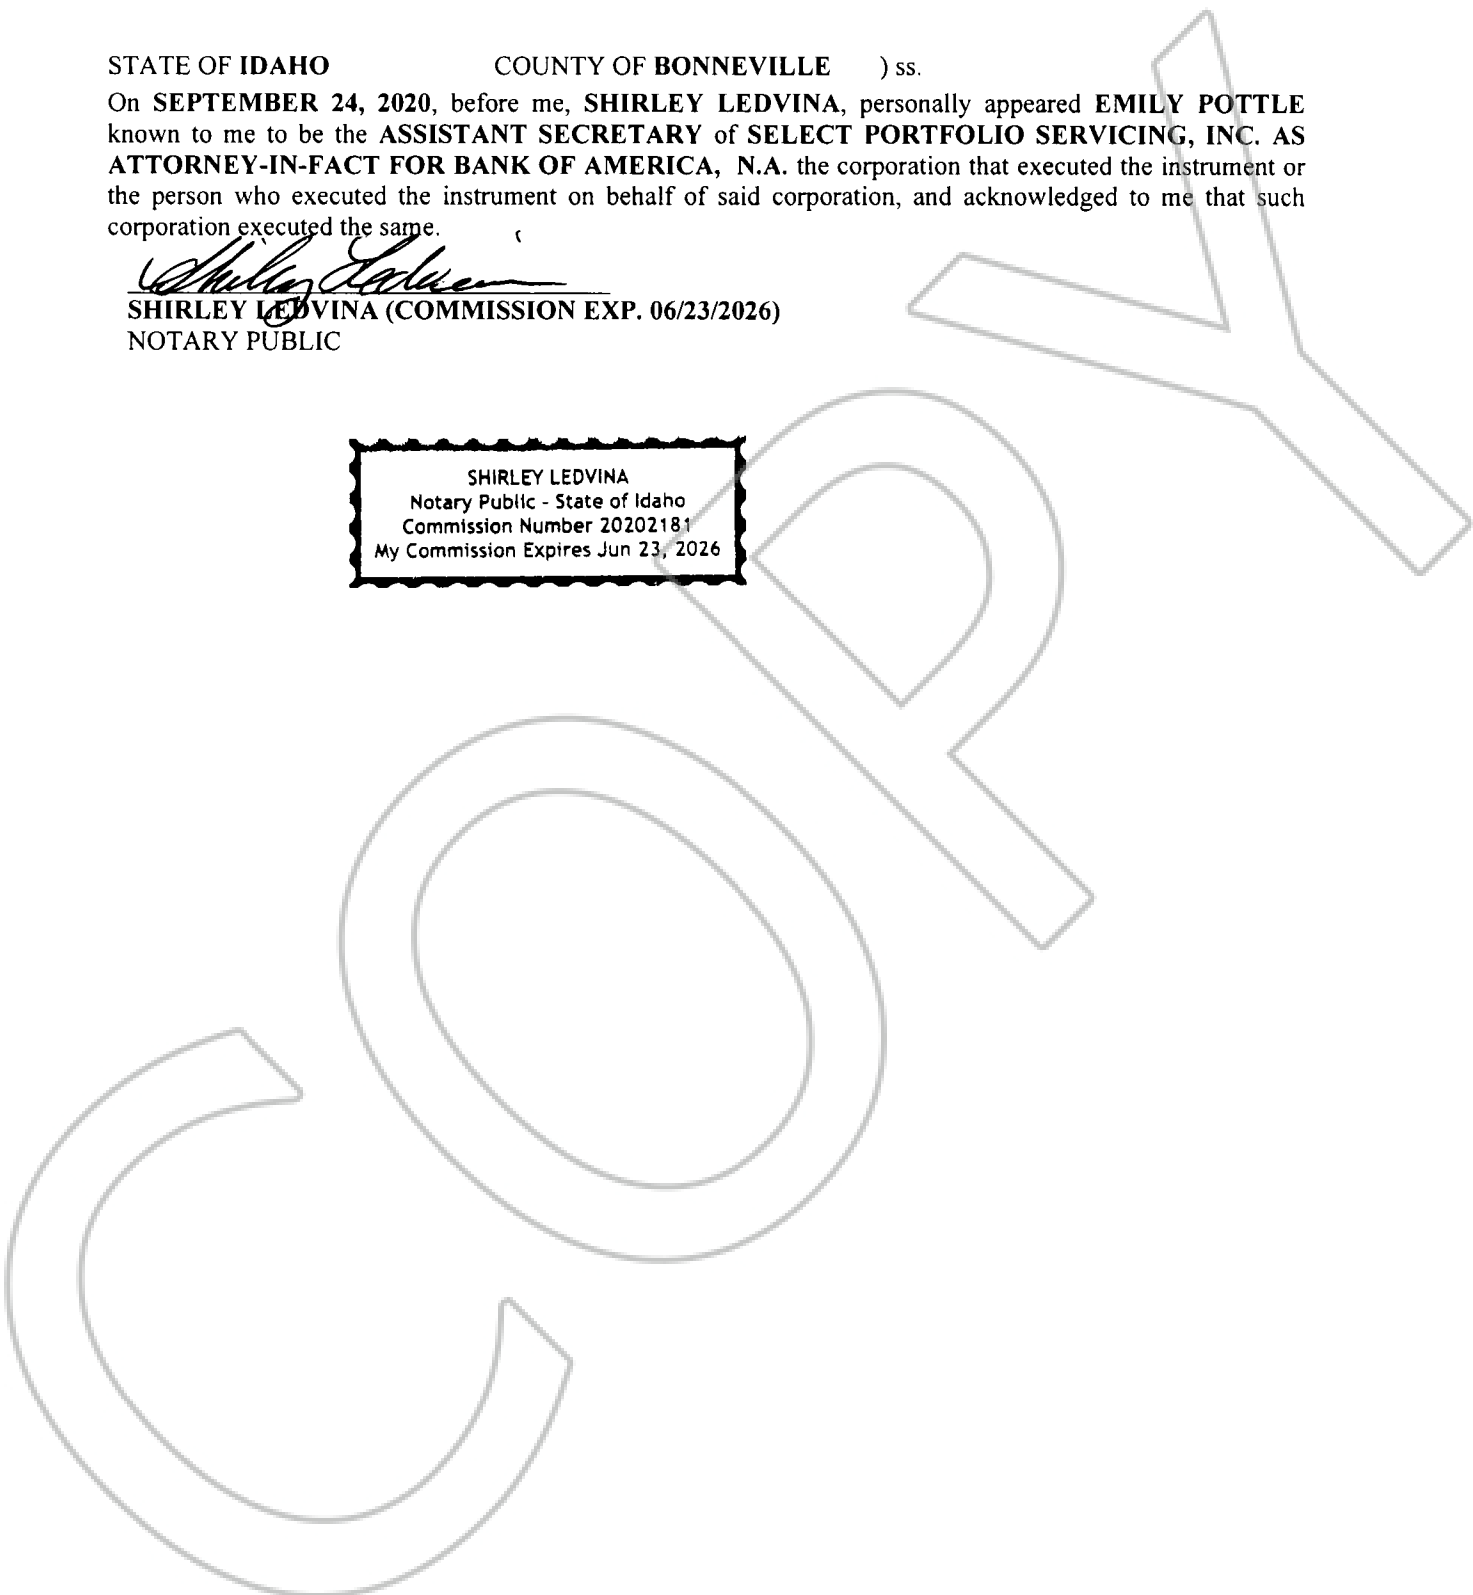 STATE OF IDAHO COUNTY OF BONNEVILLE ) ss.
On SEPTEMBER 24, 2020, before me, SHIRLEY LEDVINA, personally appeared EMILY POTTLE
known to me to be the ASSISTANT SECRETARY of SELECT PORTFOLIO SERVICING, INC. AS
ATTORNEY-IN-FACT FOR BANK OF AMERICA, N.A. the corporation that executed the instrument or
the person who executed the instrument on behalf of said corporation, and acknowledged to me that such
corporation executed the same.
Shirley Ledvina
SHIRLEY LEDVINA (COMMISSION EXP. 06/23/2026)
NOTARY PUBLIC
SHIRLEY LEDVINA
Notary Public - State of Idaho
Commission Number 20202181
My Commission Expires Jun 23, 2026
COPY